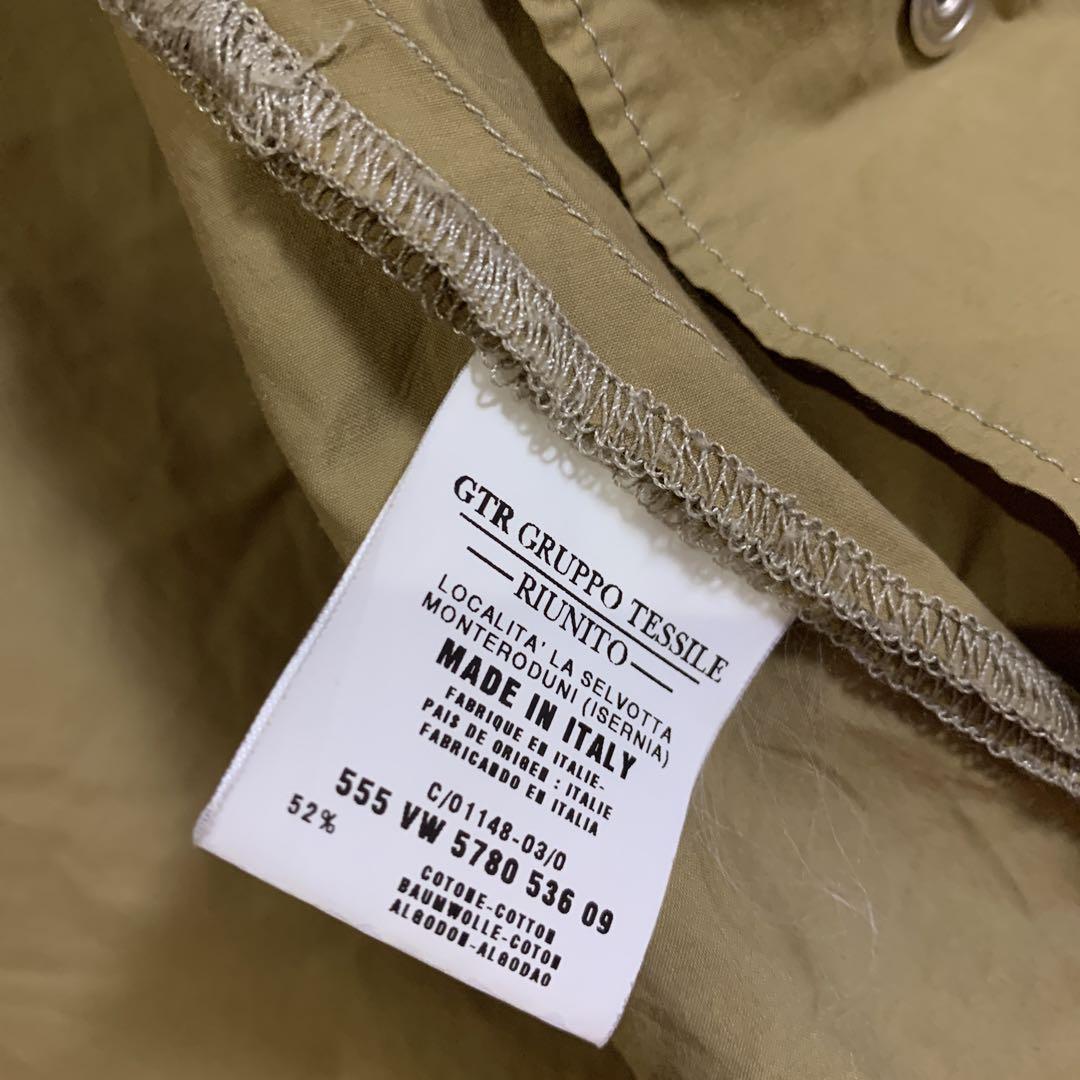 GTR GRUPPO TESSILE
RIUNITO
LOCALITA' LA SELVOTTA
MONTERODUNI (ISERNIA)
MADE IN ITALY
FABRIQUE EN ITALIE-
PAIS DE ORIGEN : ITALIE
FABRICANDO EN ITALIA
C/01148-03/0
555 VW 5780 536 09
52% COTONE-COTTON
BAUMWOLLE-COTON
ALGODON-ALGODAO